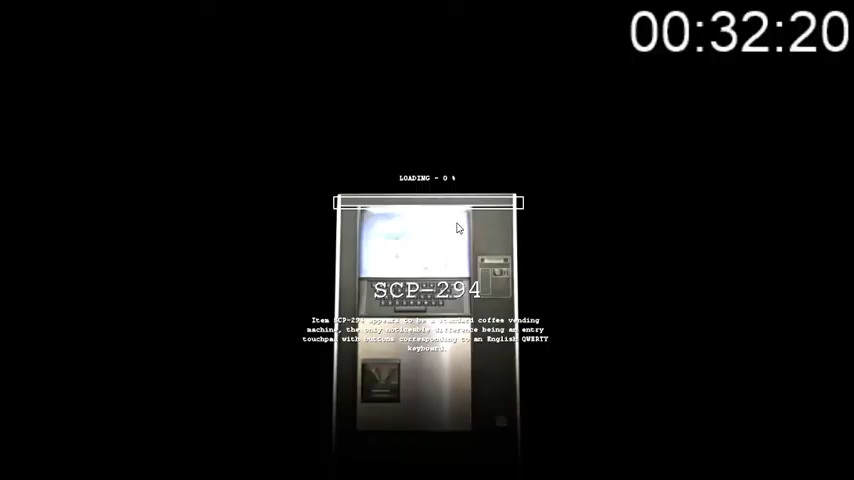 00:32:20
LOADING - 0 %
SCP-294
Item SCP-294 appears to be a standard coffee vending
machine, the only noticeable difference being an entry
touchpad with buttons corresponding to an English QWERTY
keyboard.